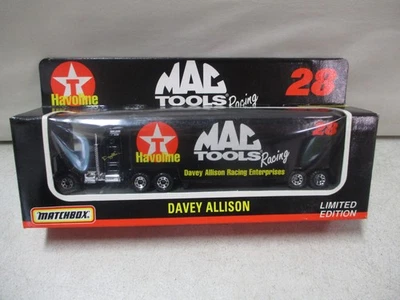 Havoline
MAC
TOOLS
Racing
28
Havoline
MAC
TOOLS
Racing
28
Davey Allison Racing Enterprises
MATCHBOX
DAVEY ALLISON
LIMITED
EDITION